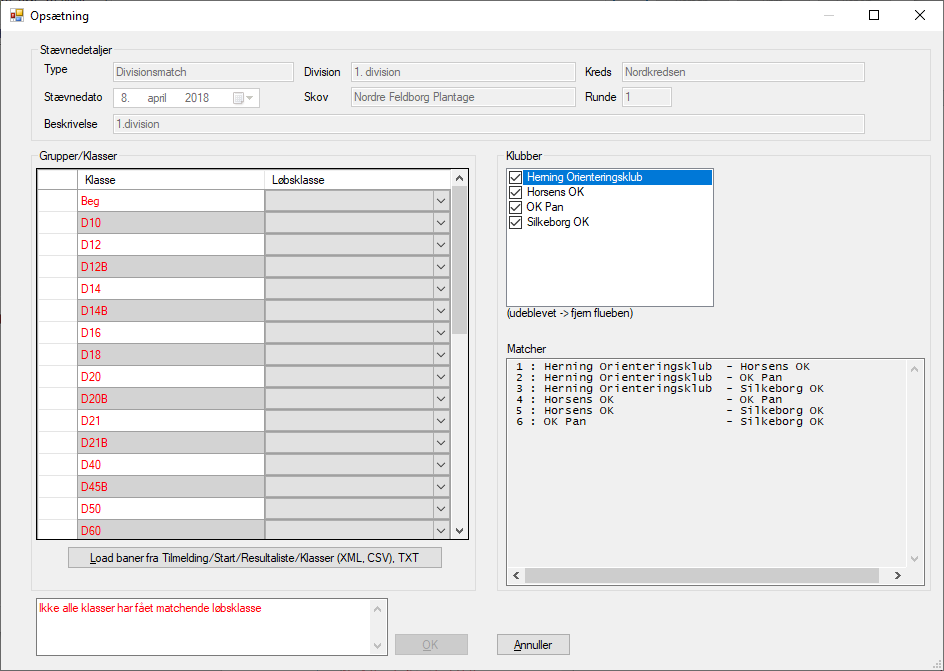 Opsætning
Stævnedetaljer
Type Divisionsmatch Division 1. division Kreds Nordkredsen
Stævnedato 8. april 2018 Skov Nordre Feldborg Plantage Runde 1
Beskrivelse 1.division
Grupper/Klasser
Klasse Løbsklasse
Beg
D10
D12
D12B
D14
D14B
D16
D18
D20
D20B
D21
D21B
D40
D45B
D50
D60
Load baner fra Tilmelding/Start/Resultaliste/Klasser (XML, CSV), TXT
Klubber
Herning Orienteringsklub
Horsens OK
OK Pan
Silkeborg OK
(udeblevet -> fjern flueben)
Matcher
1 : Herning Orienteringsklub - Horsens OK
2 : Herning Orienteringsklub - OK Pan
3 : Herning Orienteringsklub - Silkeborg OK
4 : Horsens OK - OK Pan
5 : Horsens OK - Silkeborg OK
6 : OK Pan - Silkeborg OK
Ikke alle klasser har fået matchende løbsklasse
OK Annuller